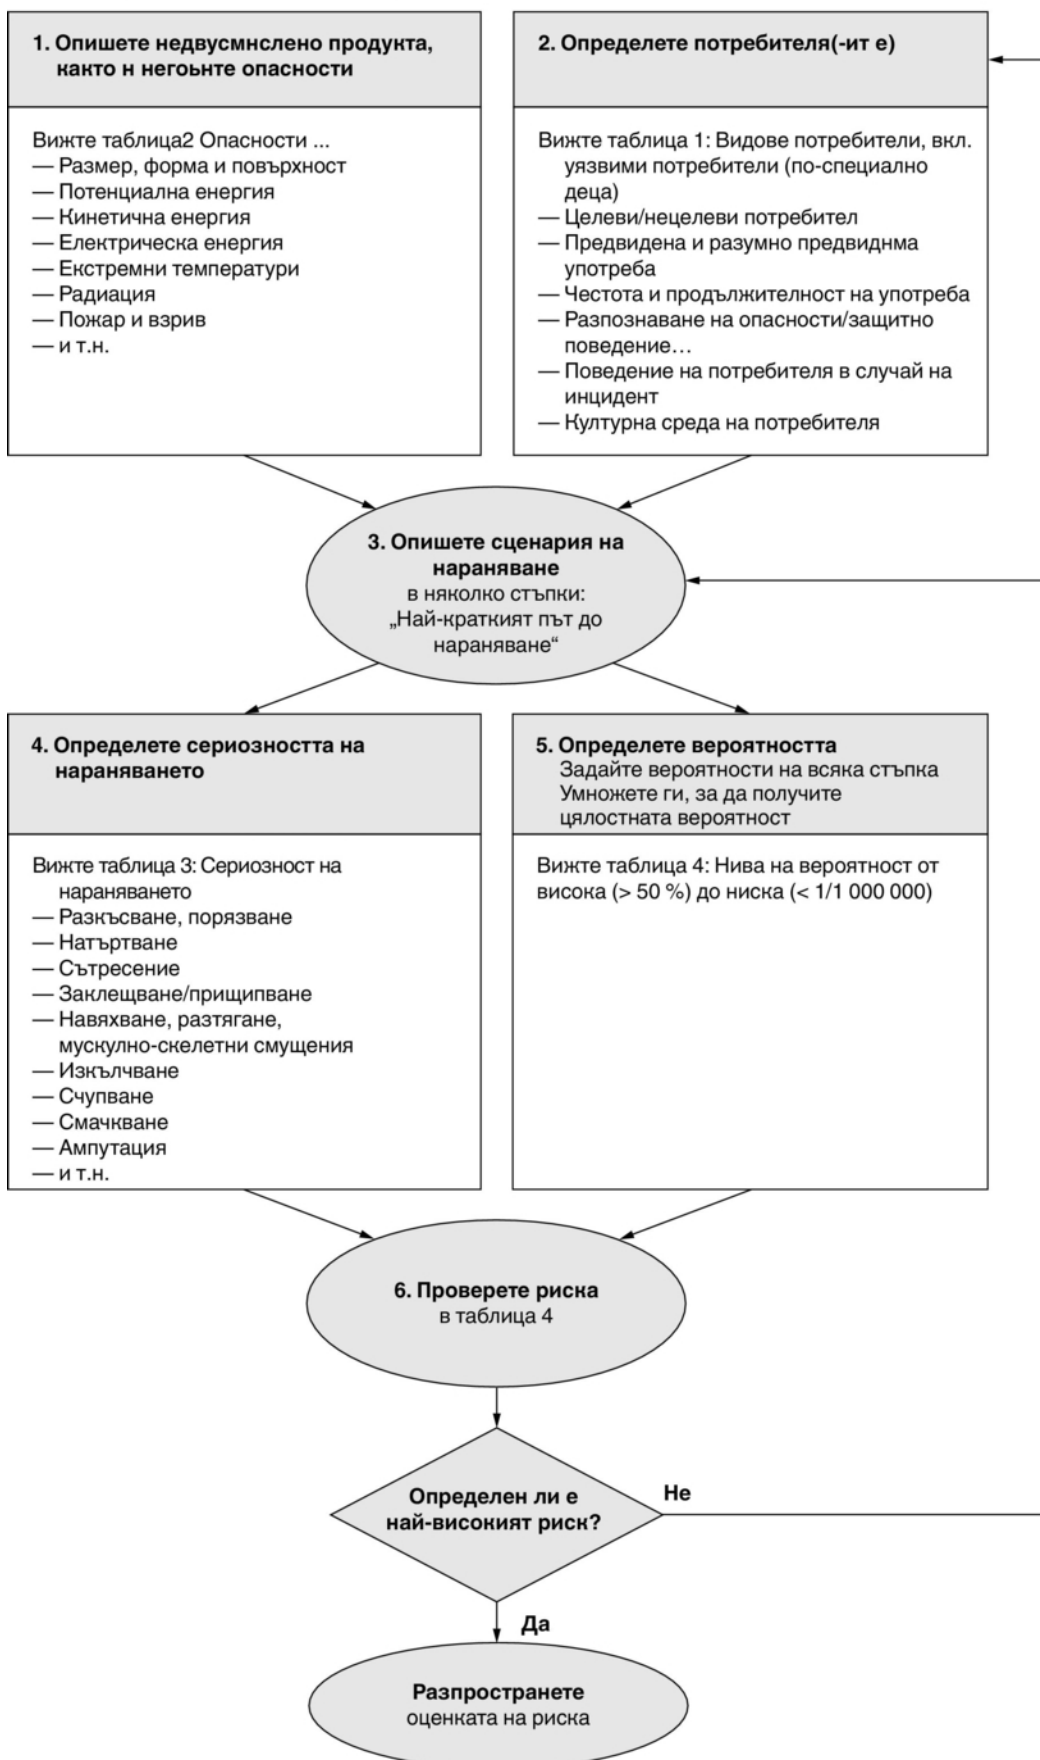 1. Опишете недвусмнслено продукта,
както н негоьнте опасности
Вижте таблица2 Опасности ...
— Размер, форма и повърхност
— Потенциална енергия
— Кинетична енергия
— Електрическа енергия
— Екстремни температури
— Радиация
— Пожар и взрив
— и т.н.
2. Определете потребителя(-ит е)
Вижте таблица 1: Видове потребители, вкл.
уязвими потребители (по-специално
деца)
— Целеви/нецелеви потребител
— Предвидена и разумно предвиднма
употреба
— Честота и продължителност на употреба
— Разпознаване на опасности/защитно
поведение…
— Поведение на потребителя в случай на
инцидент
— Културна среда на потребителя
3. Опишете сценария на
нараняване
в няколко стъпки:
„Най-краткият път до
нараняване“
4. Определете сериозността на
нараняването
Вижте таблица 3: Сериозност на
нараняването
— Разкъсване, порязване
— Натъртване
— Сътресение
— Заклещване/прищипване
— Навяхване, разтягане,
мускулно-скелетни смущения
— Изкълчване
— Счупване
— Смачкване
— Ампутация
— и т.н.
5. Определете вероятността
Задайте вероятности на всяка стъпка
Умножете ги, за да получите
цялостната вероятност
Вижте таблица 4: Нива на вероятност от
висока (> 50 %) до ниска (< 1/1 000 000)
6. Проверете риска
в таблица 4
Определен ли е
най-високият риск?
Не
Да
Разпространете
оценката на риска